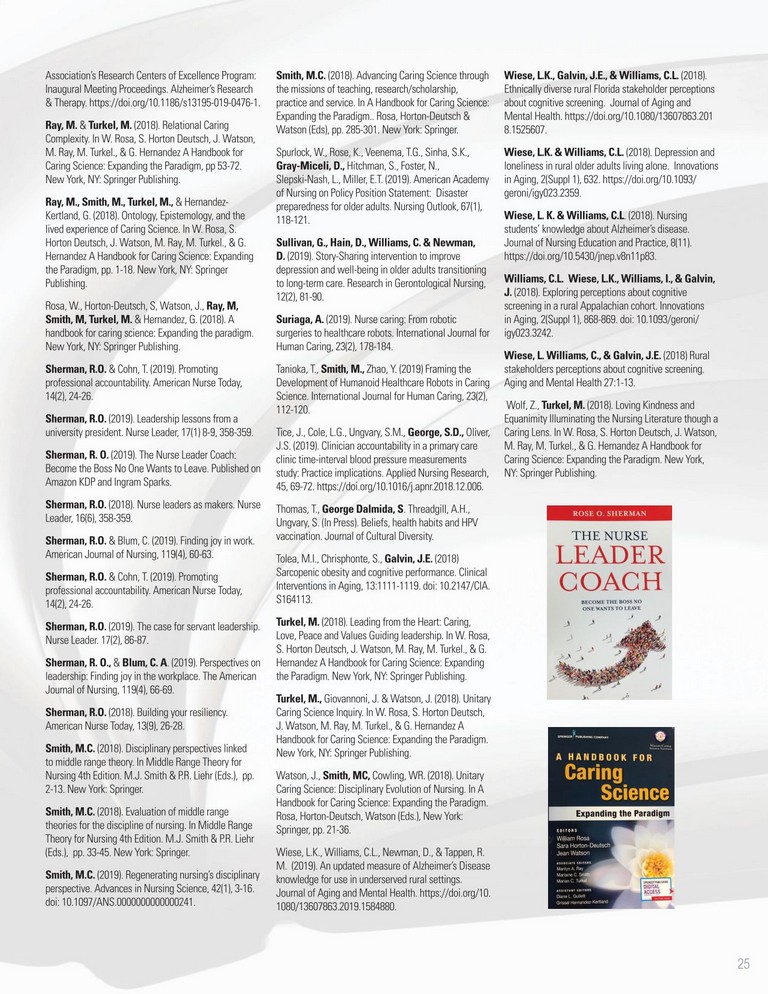 Association's Research Centers of Excellence Program:
Inaugural Meeting Proceedings. Alzheimer's Research
& Therapy. https://doi.org/10.1186/s13195-019-0476-1.
Ray, M. & Turkel, M. (2018). Relational Caring
Complexity. In W. Rosa, S. Horton Deutsch, J. Watson,
M. Ray, M. Turkel., & G. Hernandez A Handbook for
Caring Science: Expanding the Paradigm, pp 53-72.
New York, NY: Springer Publishing.
Ray, M., Smith, M., Turkel, M., & Hernandez-
Kertland, G. (2018). Ontology, Epistemology, and the
lived experience of Caring Science. In W. Rosa, S.
Horton Deutsch, J. Watson, M. Ray, M. Turkel., & G.
Hernandez A Handbook for Caring Science: Expanding
the Paradigm, pp. 1-18. New York, NY: Springer
Publishing.
Rosa, W., Horton-Deutsch, S, Watson, J., Ray, M,
Smith, M, Turkel, M. & Hernandez, G. (2018). A
handbook for caring science: Expanding the paradigm.
New York, NY: Springer Publishing.
Sherman, R.O. & Cohn, T. (2019). Promoting
professional accountability. American Nurse Today,
14(2), 24-26.
Sherman, R.O. (2019). Leadership lessons from a
university president. Nurse Leader, 17(1) 8-9, 358-359.
Sherman, R. O. (2019). The Nurse Leader Coach:
Become the Boss No One Wants to Leave. Published on
Amazon KDP and Ingram Sparks.
Sherman, R.O. (2018). Nurse leaders as makers. Nurse
Leader, 16(6), 358-359.
Sherman, R.O. & Blum, C. (2019). Finding joy in work.
American Journal of Nursing, 119(4), 60-63.
Sherman, R.O. & Cohn, T. (2019). Promoting
professional accountability. American Nurse Today,
14(2), 24-26.
Sherman, R.O. (2019). The case for servant leadership.
Nurse Leader. 17(2), 86-87.
Sherman, R. O., & Blum, C. A. (2019). Perspectives on
leadership: Finding joy in the workplace. The American
Journal of Nursing, 119(4), 66-69.
Sherman, R.O. (2018). Building your resiliency.
American Nurse Today, 13(9), 26-28.
Smith, M.C. (2018). Disciplinary perspectives linked
to middle range theory. In Middle Range Theory for
Nursing 4th Edition. M.J. Smith & P.R. Liehr (Eds.), pp.
2-13. New York: Springer.
Smith, M.C. (2018). Evaluation of middle range
theories for the discipline of nursing. In Middle Range
Theory for Nursing 4th Edition. M.J. Smith & P.R. Liehr
(Eds.), pp. 33-45. New York: Springer.
Smith, M.C. (2019). Regenerating nursing's disciplinary
perspective. Advances in Nursing Science, 42(1), 3-16.
doi: 10.1097/ANS.0000000000000241.
Smith, M.C. (2018). Advancing Caring Science through
the missions of teaching, research/scholarship,
practice and service. In A Handbook for Caring Science:
Expanding the Paradigm.. Rosa, Horton-Deutsch &
Watson (Eds), pp. 285-301. New York: Springer.
Spurlock, W., Rose, K., Veenema, T.G., Sinha, S.K.,
Gray-Miceli, D., Hitchman, S., Foster, N.,
Slepski-Nash, L., Miller, E.T. (2019). American Academy
of Nursing on Policy Position Statement: Disaster
preparedness for older adults. Nursing Outlook, 67(1),
118-121.
Sullivan, G., Hain, D., Williams, C. & Newman,
D. (2019). Story-Sharing intervention to improve
depression and well-being in older adults transitioning
to long-term care. Research in Gerontological Nursing,
12(2), 81-90.
Suriaga, A. (2019). Nurse caring: From robotic
surgeries to healthcare robots. International Journal for
Human Caring, 23(2), 178-184.
Tanioka, T., Smith, M., Zhao, Y. (2019) Framing the
Development of Humanoid Healthcare Robots in Caring
Science. International Journal for Human Caring, 23(2),
112-120.
Tice, J., Cole, L.G., Ungvary, S.M., George, S.D., Oliver,
J.S. (2019). Clinician accountability in a primary care
clinic time-interval blood pressure measurements
study: Practice implications. Applied Nursing Research,
45, 69-72. https://doi.org/10.1016/j.apnr.2018.12.006.
Thomas, T., George Dalmida, S. Threadgill, A.H.,
Ungvary, S. (In Press). Beliefs, health habits and HPV
vaccination. Journal of Cultural Diversity.
Tolea, M.I., Chrisphonte, S., Galvin, J.E. (2018)
Sarcopenic obesity and cognitive performance. Clinical
Interventions in Aging, 13:1111-1119. doi: 10.2147/CIA.
S164113.
Turkel, M. (2018). Leading from the Heart: Caring,
Love, Peace and Values Guiding leadership. In W. Rosa,
S. Horton Deutsch, J. Watson, M. Ray, M. Turkel., & G.
Hernandez A Handbook for Caring Science: Expanding
the Paradigm. New York, NY: Springer Publishing.
Turkel, M., Giovannoni, J. & Watson, J. (2018). Unitary
Caring Science Inquiry. In W. Rosa, S. Horton Deutsch,
J. Watson, M. Ray, M. Turkel., & G. Hernandez A
Handbook for Caring Science: Expanding the Paradigm.
New York, NY: Springer Publishing.
Watson, J., Smith, MC, Cowling, WR. (2018). Unitary
Caring Science: Disciplinary Evolution of Nursing. In A
Handbook for Caring Science: Expanding the Paradigm.
Rosa, Horton-Deutsch, Watson (Eds.), New York:
Springer, pp. 21-36.
Wiese, L.K., Williams, C.L., Newman, D., & Tappen, R.
M. (2019). An updated measure of Alzheimer's Disease
knowledge for use in underserved rural settings.
Journal of Aging and Mental Health. https://doi.org/10.
1080/13607863.2019.1584880.
Wiese, L.K., Galvin, J.E., & Williams, C.L. (2018).
Ethnically diverse rural Florida stakeholder perceptions
about cognitive screening. Journal of Aging and
Mental Health. https://doi.org/10.1080/13607863.201
8.1525607.
Wiese, L.K. & Williams, C.L. (2018). Depression and
loneliness in rural older adults living alone. Innovations
in Aging, 2(Suppl 1), 632. https://doi.org/10.1093/
geroni/igy023.2359.
Wiese, L. K. & Williams, C.L. (2018). Nursing
students' knowledge about Alzheimer's disease.
Journal of Nursing Education and Practice, 8(11).
https://doi.org/10.5430/jnep.v8n11p83.
Williams, C.L. Wiese, L.K., Williams, I., & Galvin,
J. (2018). Exploring perceptions about cognitive
screening in a rural Appalachian cohort. Innovations
in Aging, 2(Suppl 1), 868-869. doi: 10.1093/geroni/
igy023.3242.
Wiese, L. Williams, C., & Galvin, J.E. (2018) Rural
stakeholders perceptions about cognitive screening.
Aging and Mental Health 27:1-13.
Wolf, Z., Turkel, M. (2018). Loving Kindness and
Equanimity Illuminating the Nursing Literature though a
Caring Lens. In W. Rosa, S. Horton Deutsch, J. Watson,
M. Ray, M. Turkel., & G. Hernandez A Handbook for
Caring Science: Expanding the Paradigm. New York,
NY: Springer Publishing.
ROSE O. SHERMAN
THE NURSE
LEADER
COACH
BECOME THE BOSS NO
ONE WANTS TO LEAVE
SPRINGER PUBLISHING COMPANY
A HANDBOOK FOR
Caring
Science
Expanding the Paradigm
EDITORS
William Rosa
Sara Horton-Deutsch
Jean Watson
ASSOCIATE EDITORS
Marilyn A. Ray
Marlaine C. Smith
Marian C. Turkel
ASSISTANT EDITORS
Diane L. Gullett
Grissel Hernandez-Kertland
DIGITAL
ACCESS
25